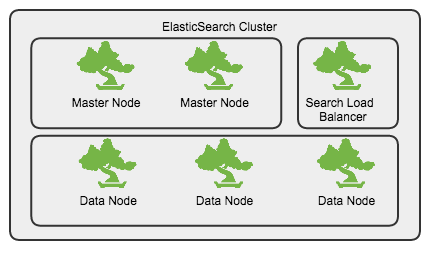 ElasticSearch Cluster
Master Node
Master Node
Search Load
Balancer
Data Node
Data Node
Data Node